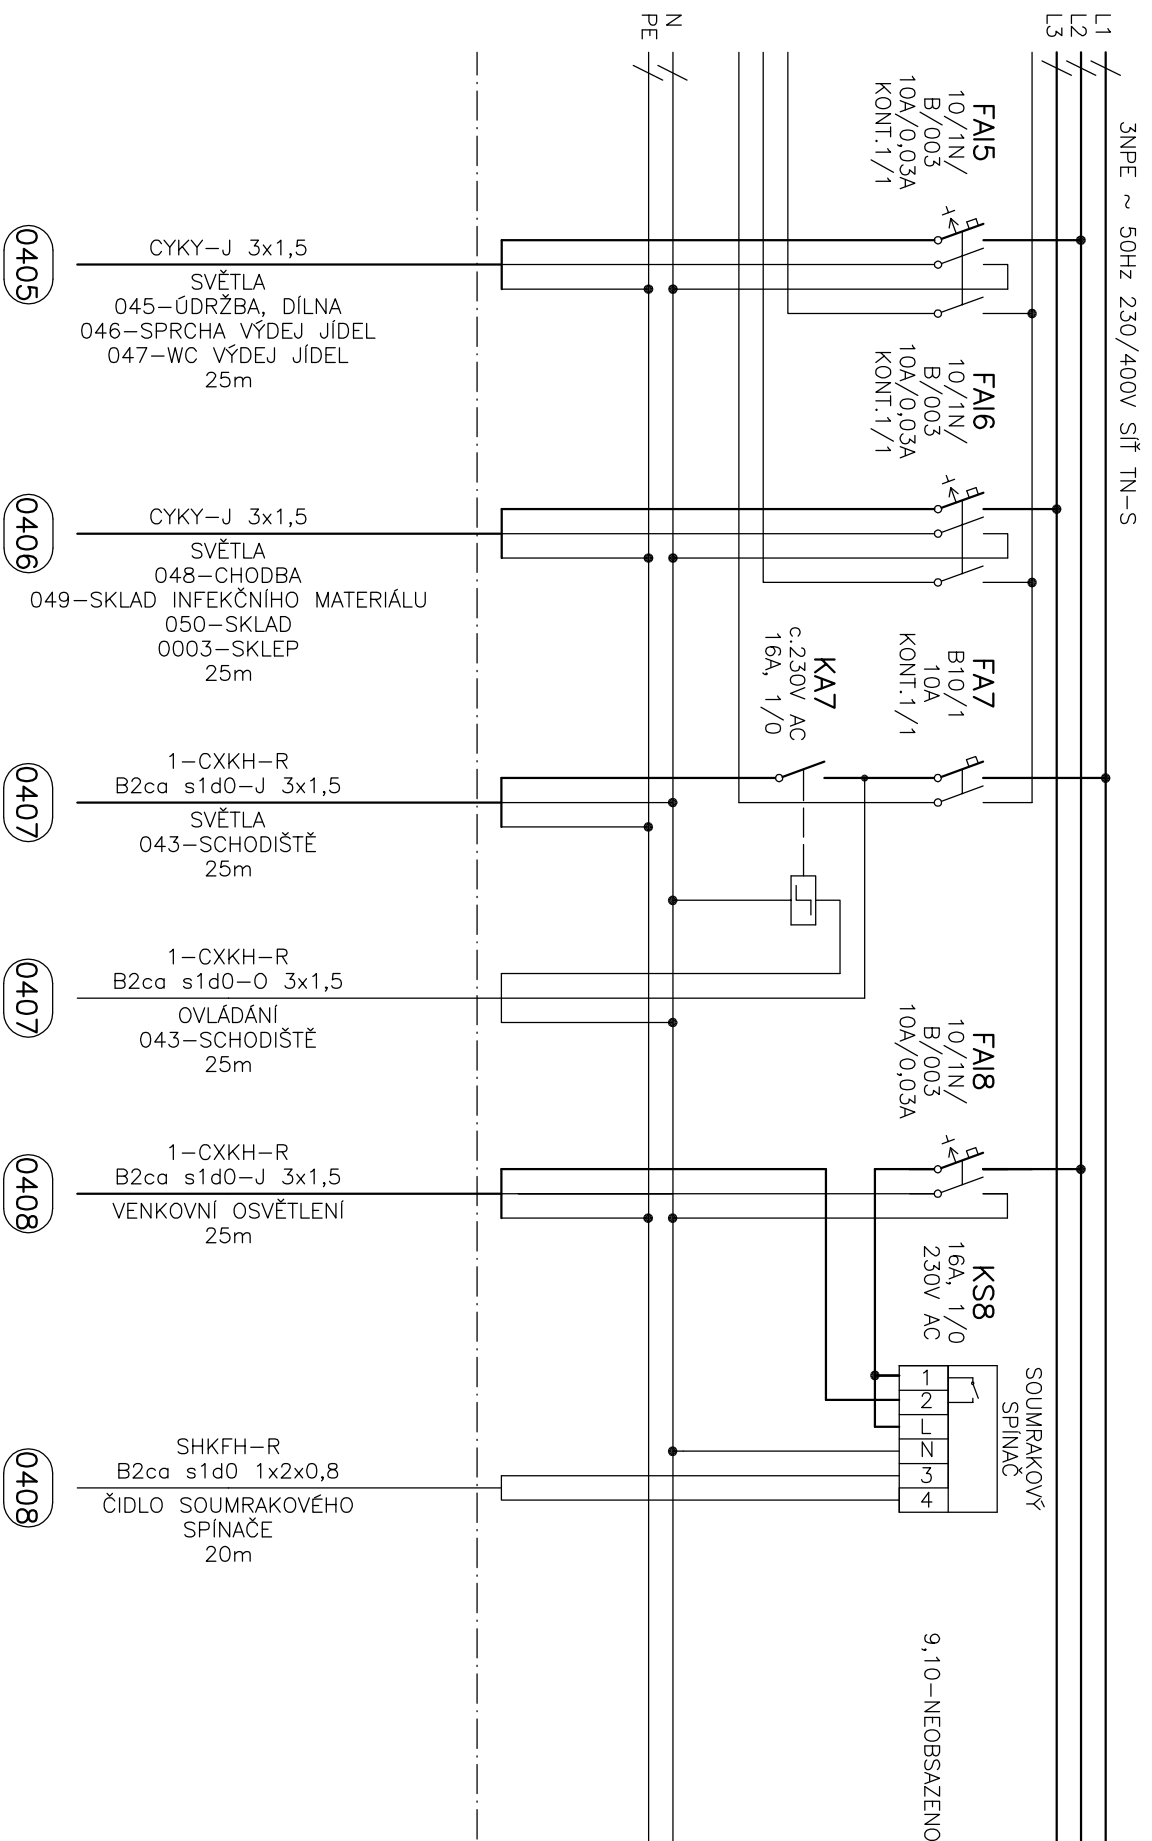 3NPE ~ 50Hz 230/400V SÍŤ TN-S
L1
L2
L3
N
PE
FAI5
10/1N/
B/003
10A/0,03A
KONT.1/1
FAI6
10/1N/
B/003
10A/0,03A
KONT.1/1
FA7
B10/1
10A
KONT.1/1
KA7
c.230V AC
16A, 1/0
FAI8
10/1N/
B/003
10A/0,03A
KS8
16A, 1/0
230V AC
SOUMRAKOVÝ
SPÍNAČ
1
2
L
N
3
4
9,10-NEOBSAZENO
CYKY-J 3x1,5
SVĚTLA
045-ÚDRŽBA, DÍLNA
046-SPRCHA VÝDEJ JÍDEL
047-WC VÝDEJ JÍDEL
25m
0405
CYKY-J 3x1,5
SVĚTLA
048-CHODBA
049-SKLAD INFEKČNÍHO MATERIÁLU
050-SKLAD
0003-SKLEP
25m
0406
1-CXKH-R
B2ca s1d0-J 3x1,5
SVĚTLA
043-SCHODIŠTĚ
25m
0407
1-CXKH-R
B2ca s1d0-O 3x1,5
OVLÁDÁNÍ
043-SCHODIŠTĚ
25m
0407
1-CXKH-R
B2ca s1d0-J 3x1,5
VENKOVNÍ OSVĚTLENÍ
25m
0408
SHKFH-R
B2ca s1d0 1x2x0,8
ČIDLO SOUMRAKOVÉHO
SPÍNAČE
20m
0408